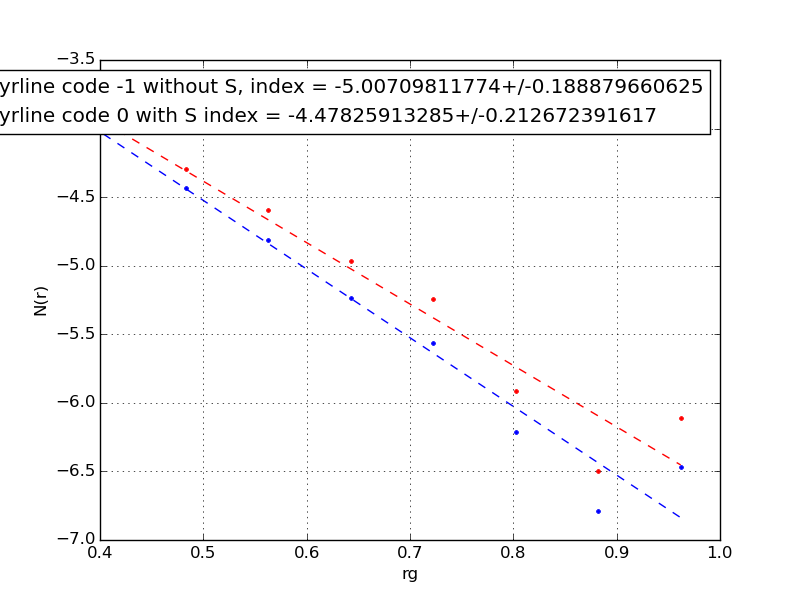 −3.5
yrline code -1 without S, index = -5.00709811774+/-0.188879660625
yrline code 0 with S index = -4.47825913285+/-0.212672391617
−4.5
−5.0
N(r)
−5.5
−6.0
−6.5
−7.0
0.4 0.5 0.6 0.7 0.8 0.9 1.0
rg